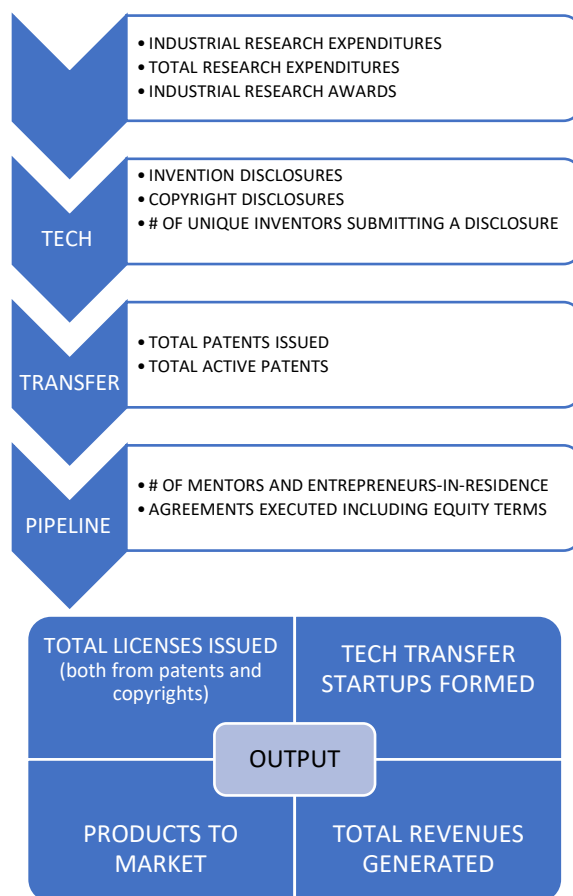 • INDUSTRIAL RESEARCH EXPENDITURES
• TOTAL RESEARCH EXPENDITURES
• INDUSTRIAL RESEARCH AWARDS
TECH
• INVENTION DISCLOSURES
• COPYRIGHT DISCLOSURES
• # OF UNIQUE INVENTORS SUBMITTING A DISCLOSURE
TRANSFER
• TOTAL PATENTS ISSUED
• TOTAL ACTIVE PATENTS
PIPELINE
• # OF MENTORS AND ENTREPRENEURS-IN-RESIDENCE
• AGREEMENTS EXECUTED INCLUDING EQUITY TERMS
TOTAL LICENSES ISSUED
(both from patents and
copyrights)
TECH TRANSFER
STARTUPS FORMED
OUTPUT
PRODUCTS TO
MARKET
TOTAL REVENUES
GENERATED